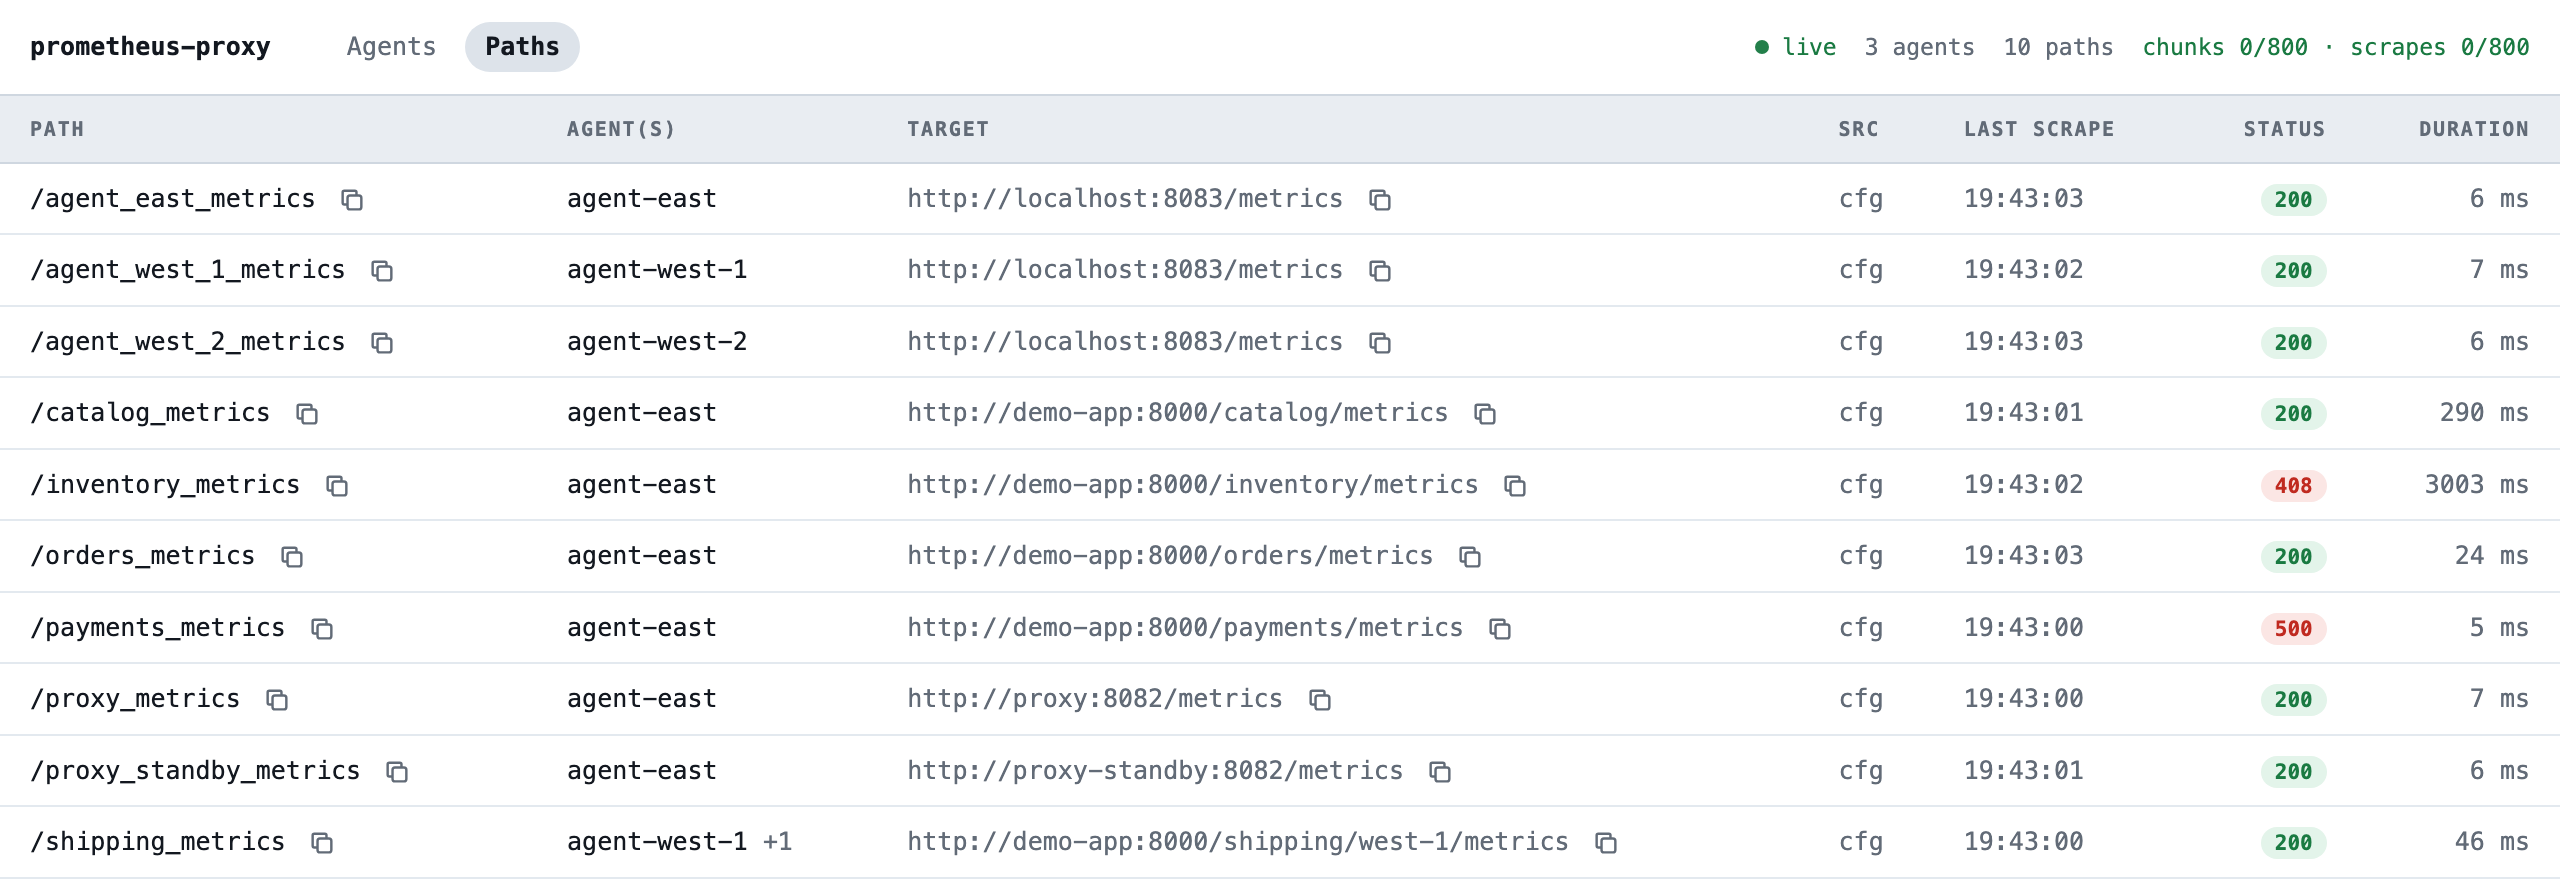 prometheus-proxy Agents Paths live 3 agents 10 paths chunks 0/800 · scrapes 0/800
PATH AGENT(S) TARGET SRC LAST SCRAPE STATUS DURATION
/agent_east_metrics agent-east http://localhost:8083/metrics cfg 19:43:03 200 6 ms
/agent_west_1_metrics agent-west-1 http://localhost:8083/metrics cfg 19:43:02 200 7 ms
/agent_west_2_metrics agent-west-2 http://localhost:8083/metrics cfg 19:43:03 200 6 ms
/catalog_metrics agent-east http://demo-app:8000/catalog/metrics cfg 19:43:01 200 290 ms
/inventory_metrics agent-east http://demo-app:8000/inventory/metrics cfg 19:43:02 408 3003 ms
/orders_metrics agent-east http://demo-app:8000/orders/metrics cfg 19:43:03 200 24 ms
/payments_metrics agent-east http://demo-app:8000/payments/metrics cfg 19:43:00 500 5 ms
/proxy_metrics agent-east http://proxy:8082/metrics cfg 19:43:00 200 7 ms
/proxy_standby_metrics agent-east http://proxy-standby:8082/metrics cfg 19:43:01 200 6 ms
/shipping_metrics agent-west-1 +1 http://demo-app:8000/shipping/west-1/metrics cfg 19:43:00 200 46 ms